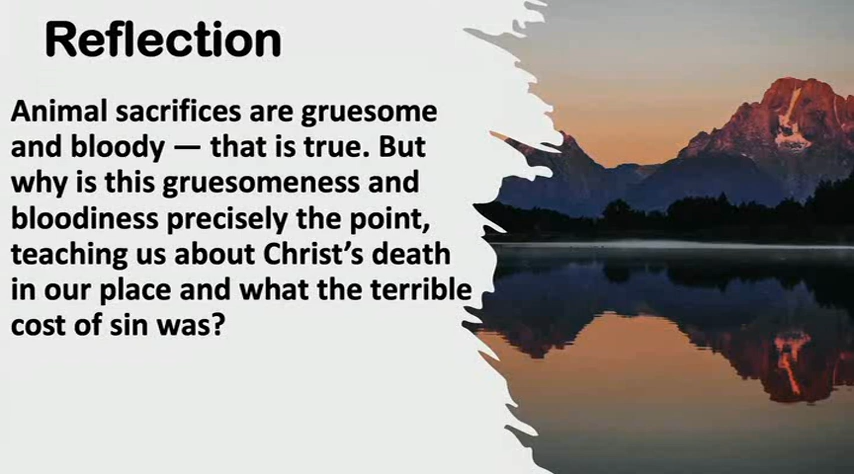 Reflection
Animal sacrifices are gruesome
and bloody — that is true. But
why is this gruesomeness and
bloodiness precisely the point,
teaching us about Christ’s death
in our place and what the terrible
cost of sin was?